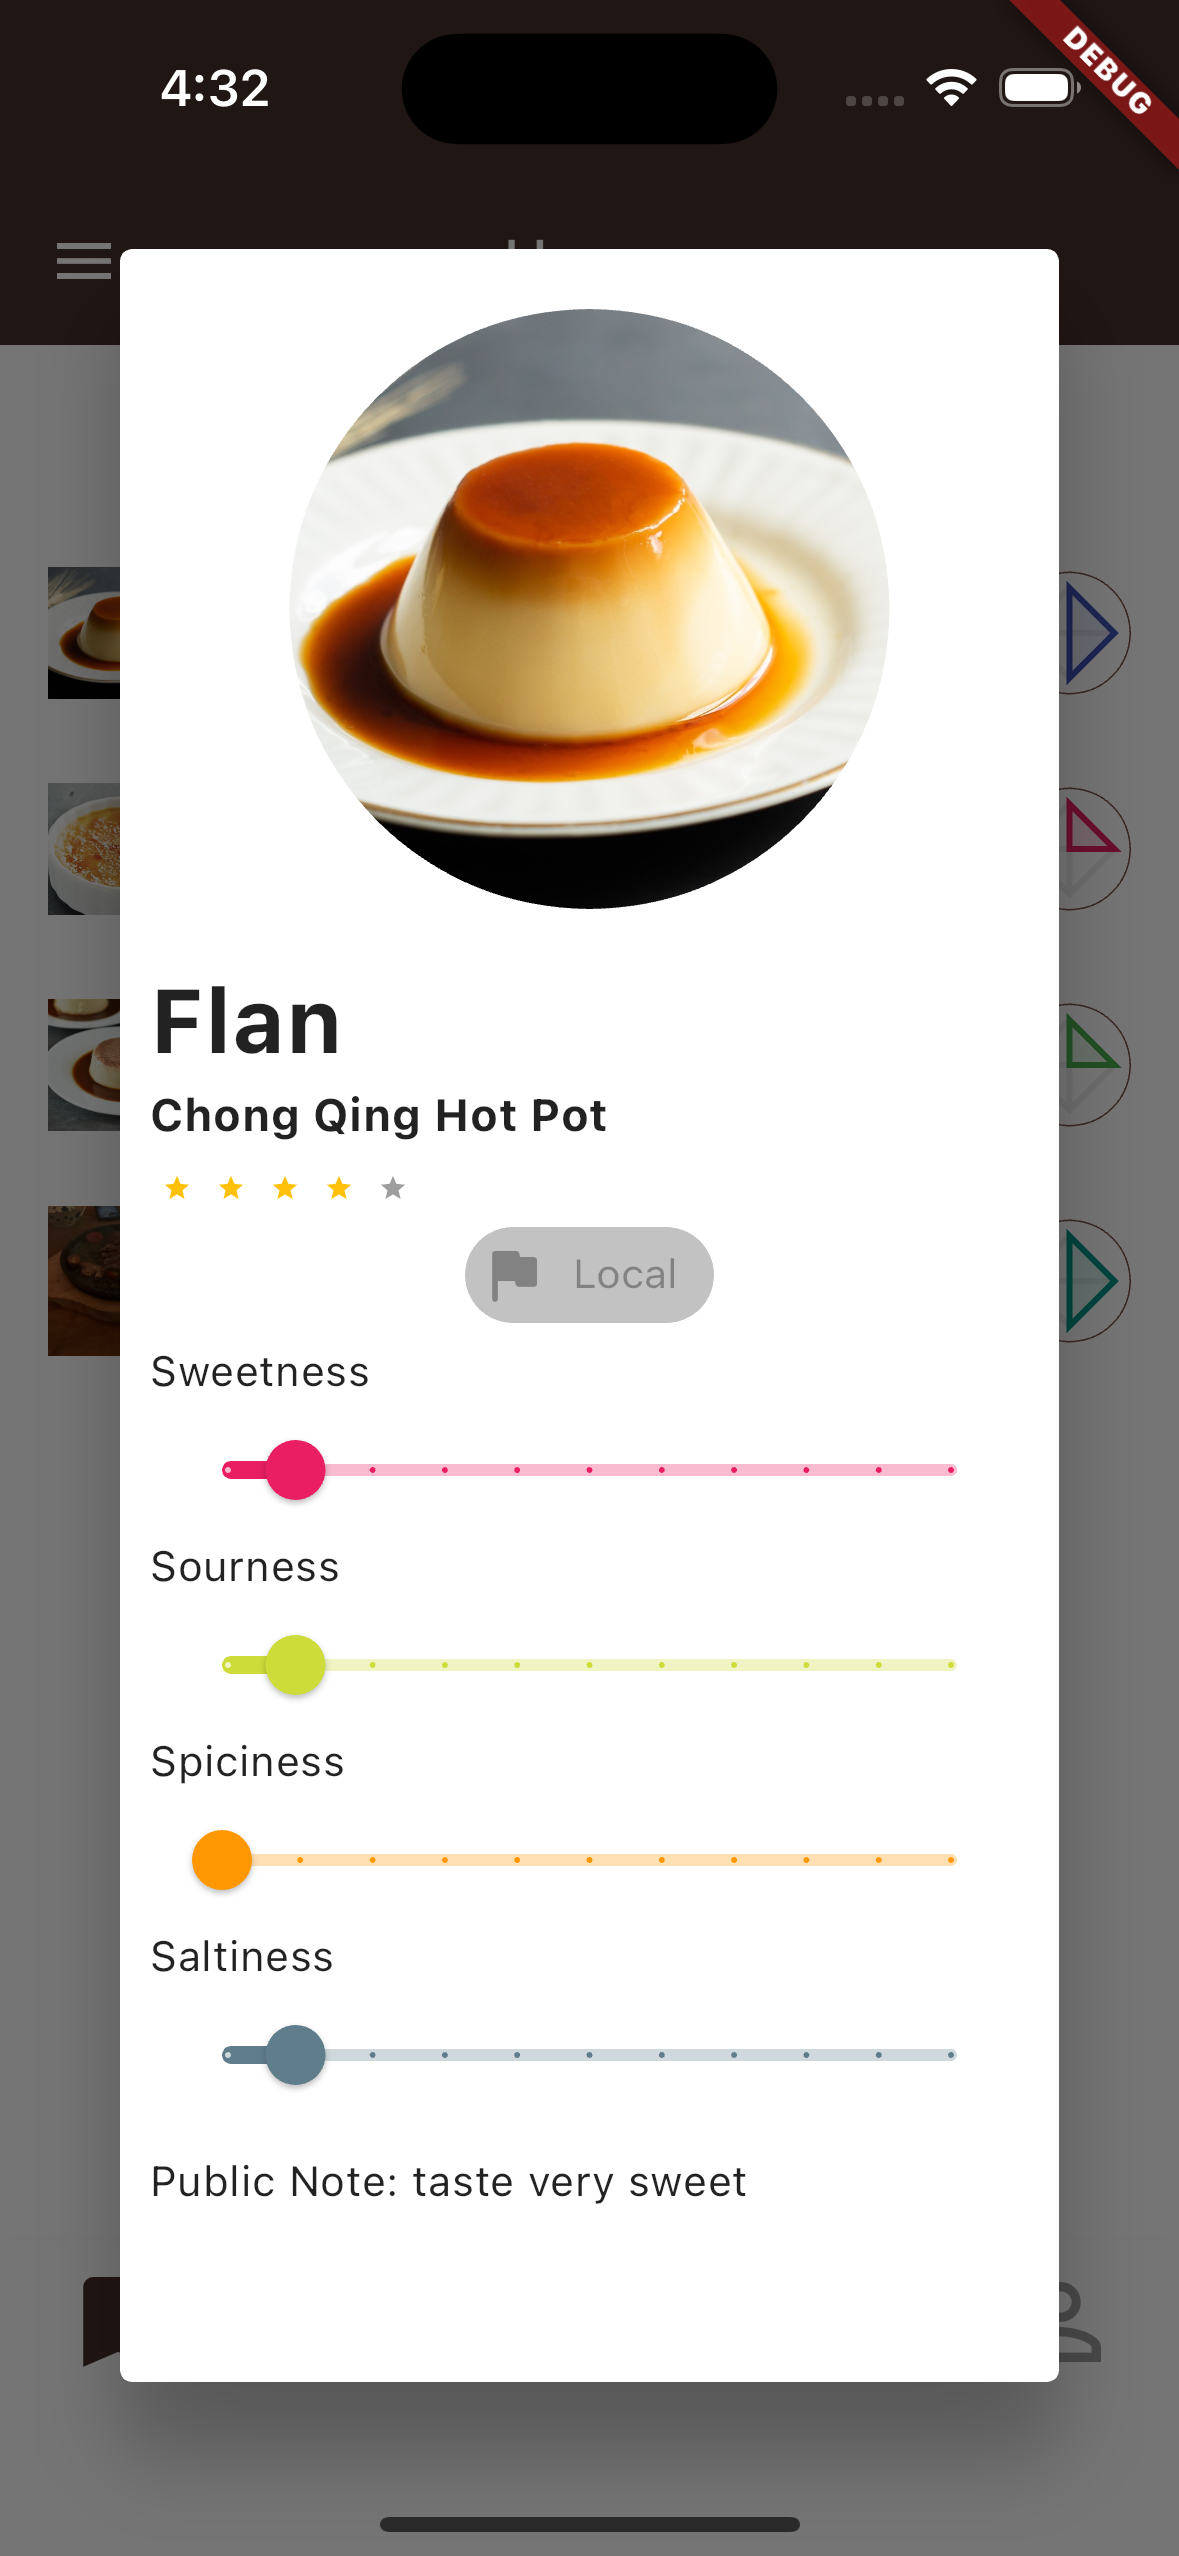 4:32
DEBUG
Flan
Chong Qing Hot Pot
Local
Sweetness
Sourness
Spiciness
Saltiness
Public Note: taste very sweet